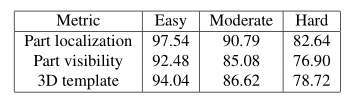 Metric Easy Moderate Hard
Part localization 97.54 90.79 82.64
Part visibility 92.48 85.08 76.90
3D template 94.04 86.62 78.72